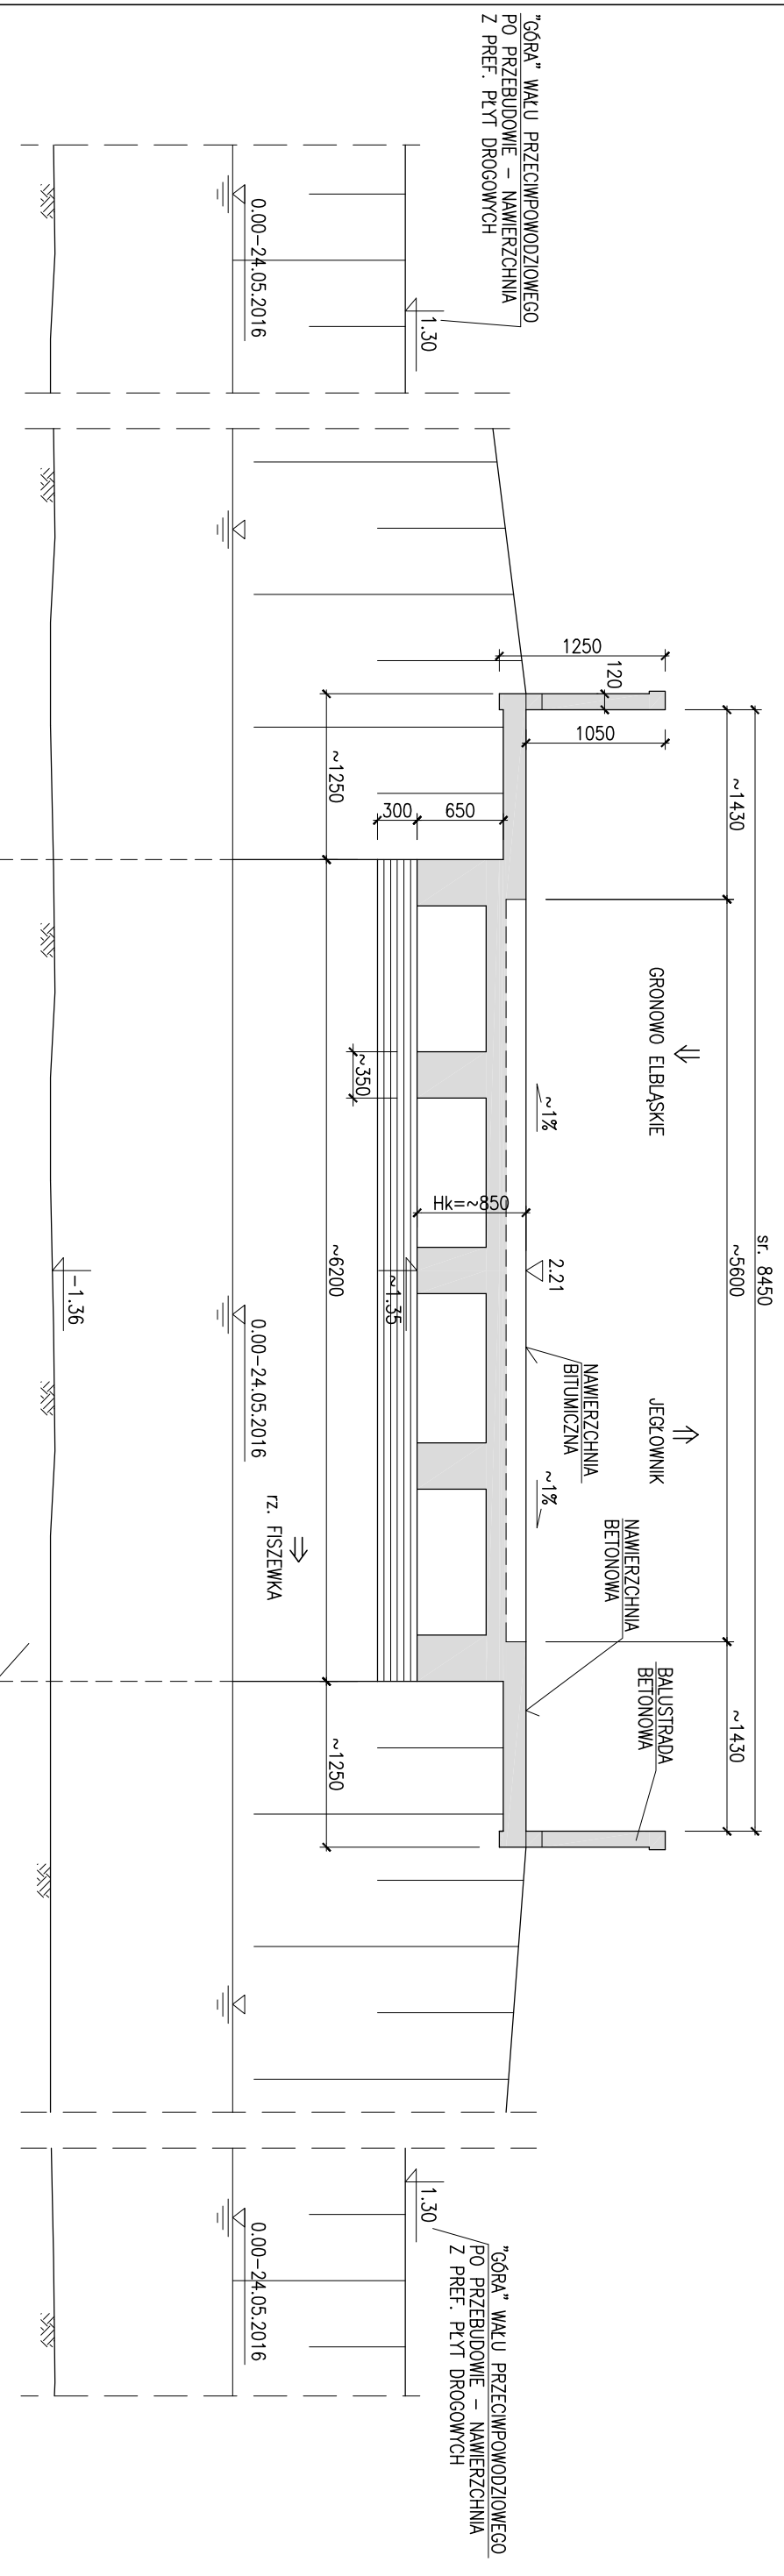 "GÓRA" WAŁU PRZECIWPOWODZIOWEGO
PO PRZEBUDOWIE – NAWIERZCHNIA
Z PREF. PŁYT DROGOWYCH
1.30
0.00–24.05.2016
sr. 8450
~1430
~5600
~1430
1250
120
1050
GRONOWO ELBLĄSKIE
JEGŁOWNIK
~1%
2.21
~1%
NAWIERZCHNIA
BITUMICZNA
NAWIERZCHNIA
BETONOWA
BALUSTRADA
BETONOWA
Hk=~850
300
650
~350
~1.35
~1250
~6200
~1250
rz. FISZEWKA
0.00–24.05.2016
–1.36
"GÓRA" WAŁU PRZECIWPOWODZIOWEGO
PO PRZEBUDOWIE – NAWIERZCHNIA
Z PREF. PŁYT DROGOWYCH
1.30
0.00–24.05.2016